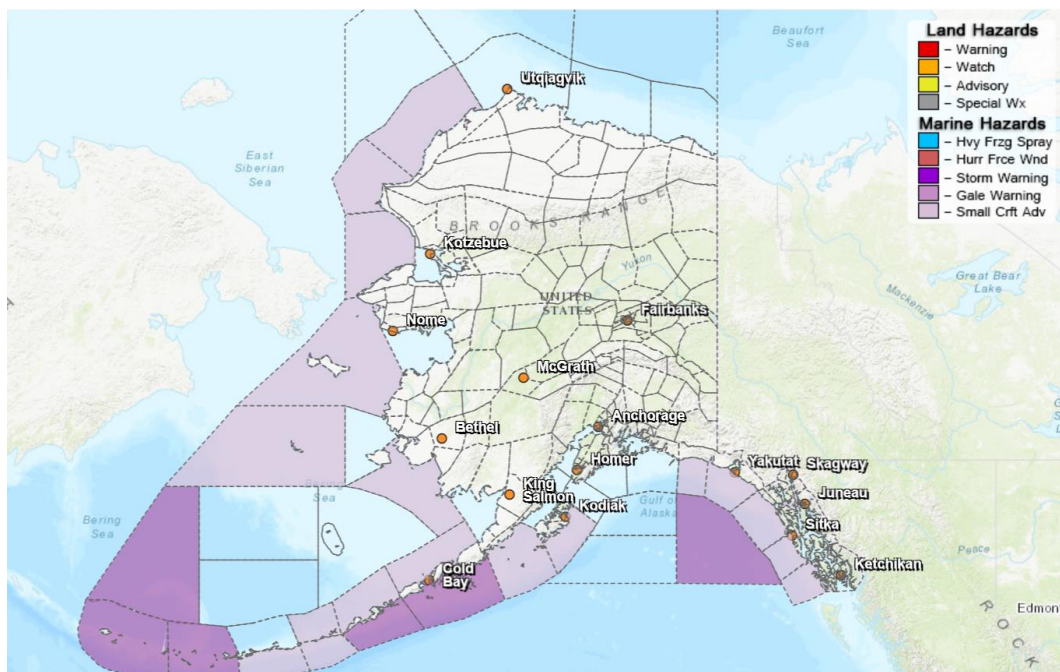 Beaufort
Sea
Land Hazards
– Warning
– Watch
– Advisory
– Special Wx
Marine Hazards
– Hvy Frzg Spray
– Hurr Frce Wnd
– Storm Warning
– Gale Warning
– Small Crft Adv
Utqiagvik
East
Siberian
Sea
BROOKS RANGE
Kotzebue
Yukon
Great Bear
Lake
Mackenzie
UNITED
STATES
Nome
Fairbanks
McGrath
Anchorage
Bethel
Homer
Yakutat
Skagway
King
Salmon
Kodiak
Gulf of
Alaska
Juneau
Bering
Sea
Sea
Sitka
Peace
Cold
Bay
Ketchikan
Edmont
ROCK